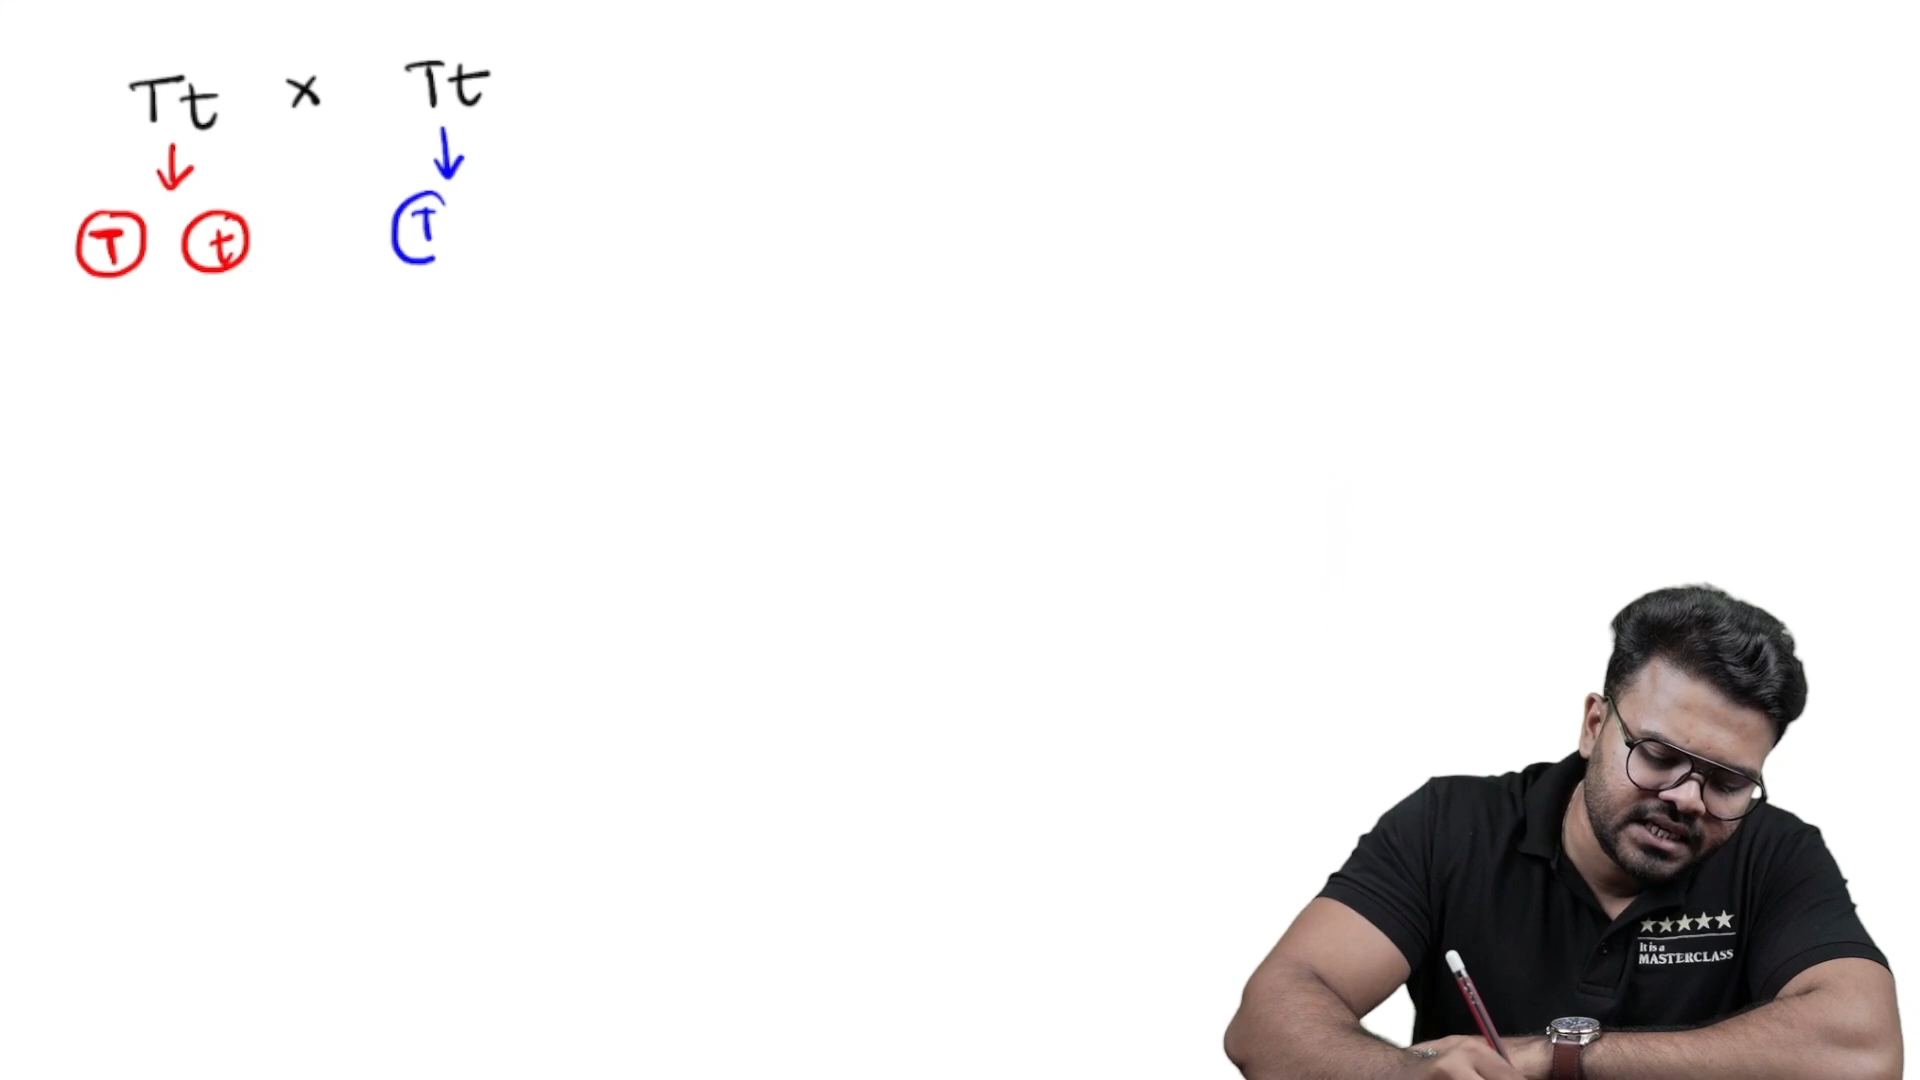 Tt × Tt
↓ ↓
T t T
★★★★★
It is a
MASTERCLASS